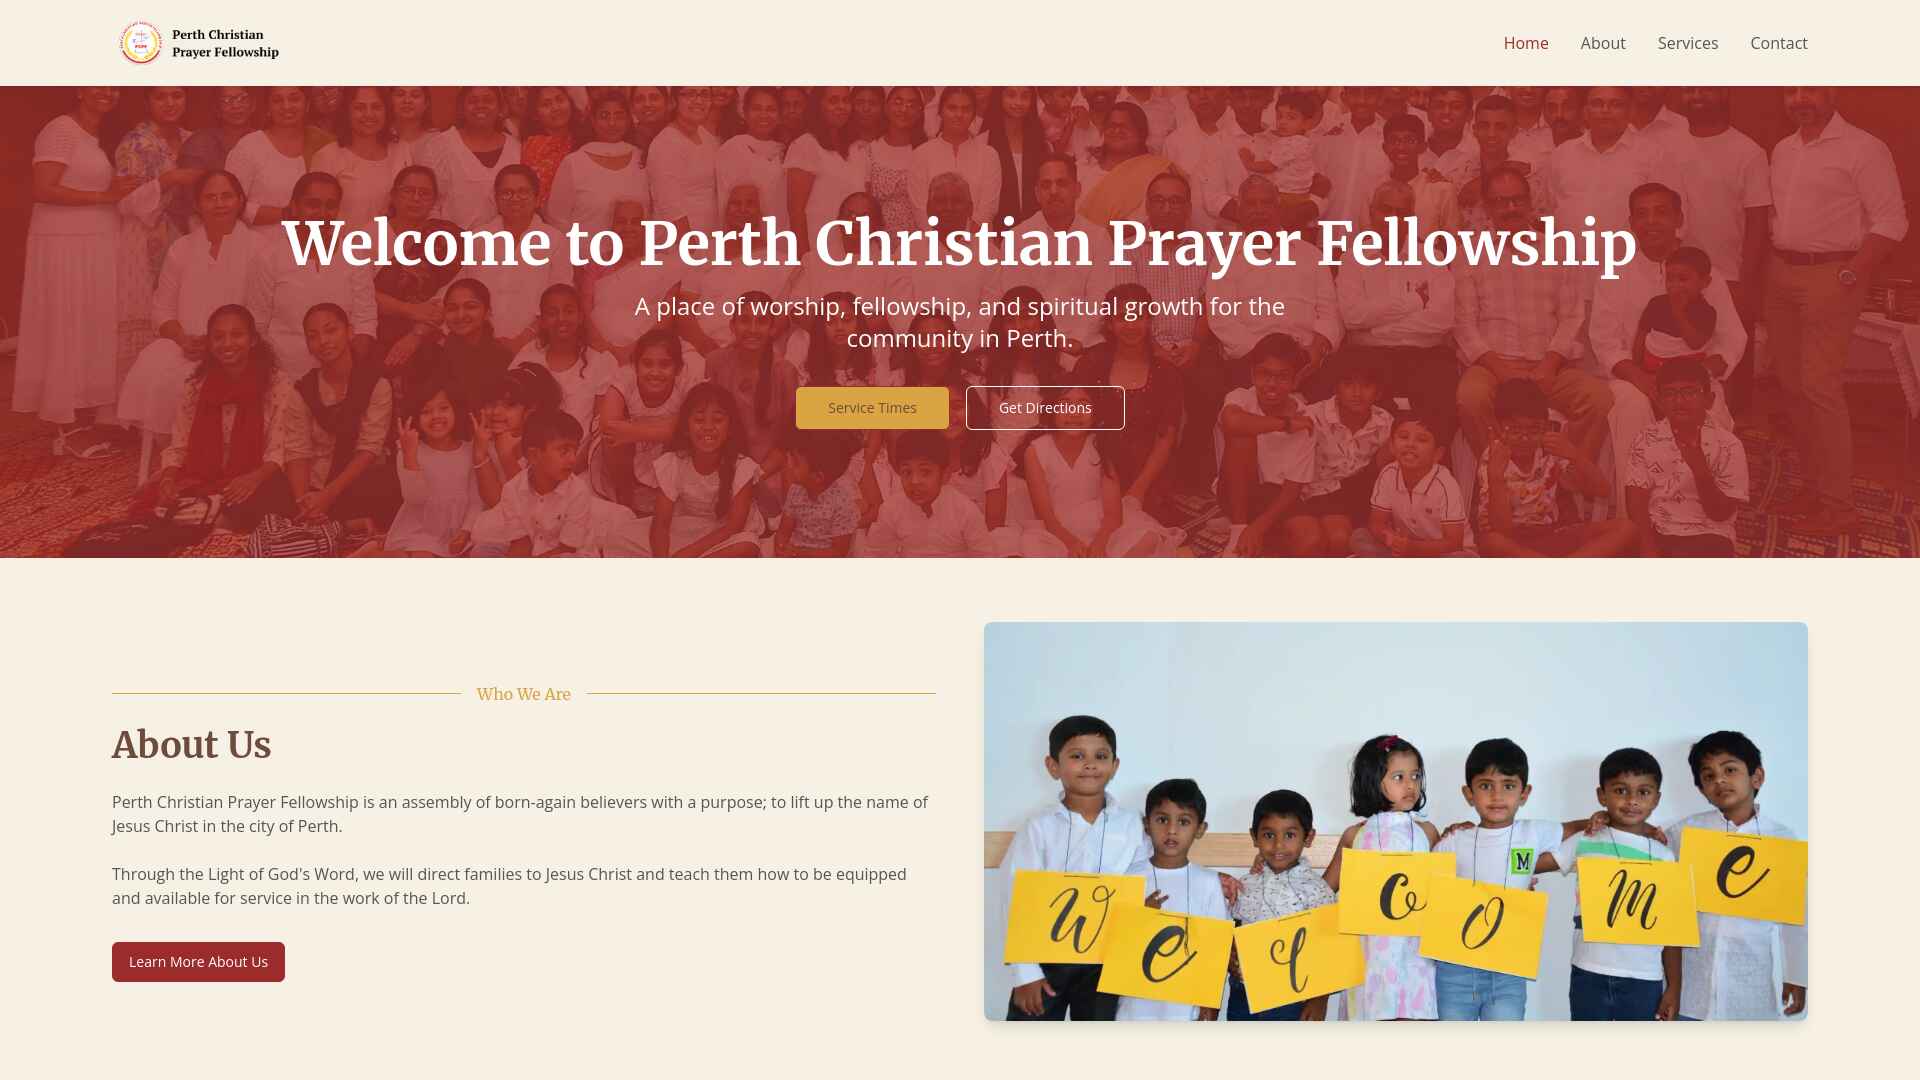 Perth Christian
Prayer Fellowship
Home
About
Services
Contact
Welcome to Perth Christian Prayer Fellowship
A place of worship, fellowship, and spiritual growth for the
community in Perth.
Service Times
Get Directions
Who We Are
About Us
Perth Christian Prayer Fellowship is an assembly of born-again believers with a purpose; to lift up the name of
Jesus Christ in the city of Perth.
Through the Light of God's Word, we will direct families to Jesus Christ and teach them how to be equipped
and available for service in the work of the Lord.
Learn More About Us
M
W e l c o m e